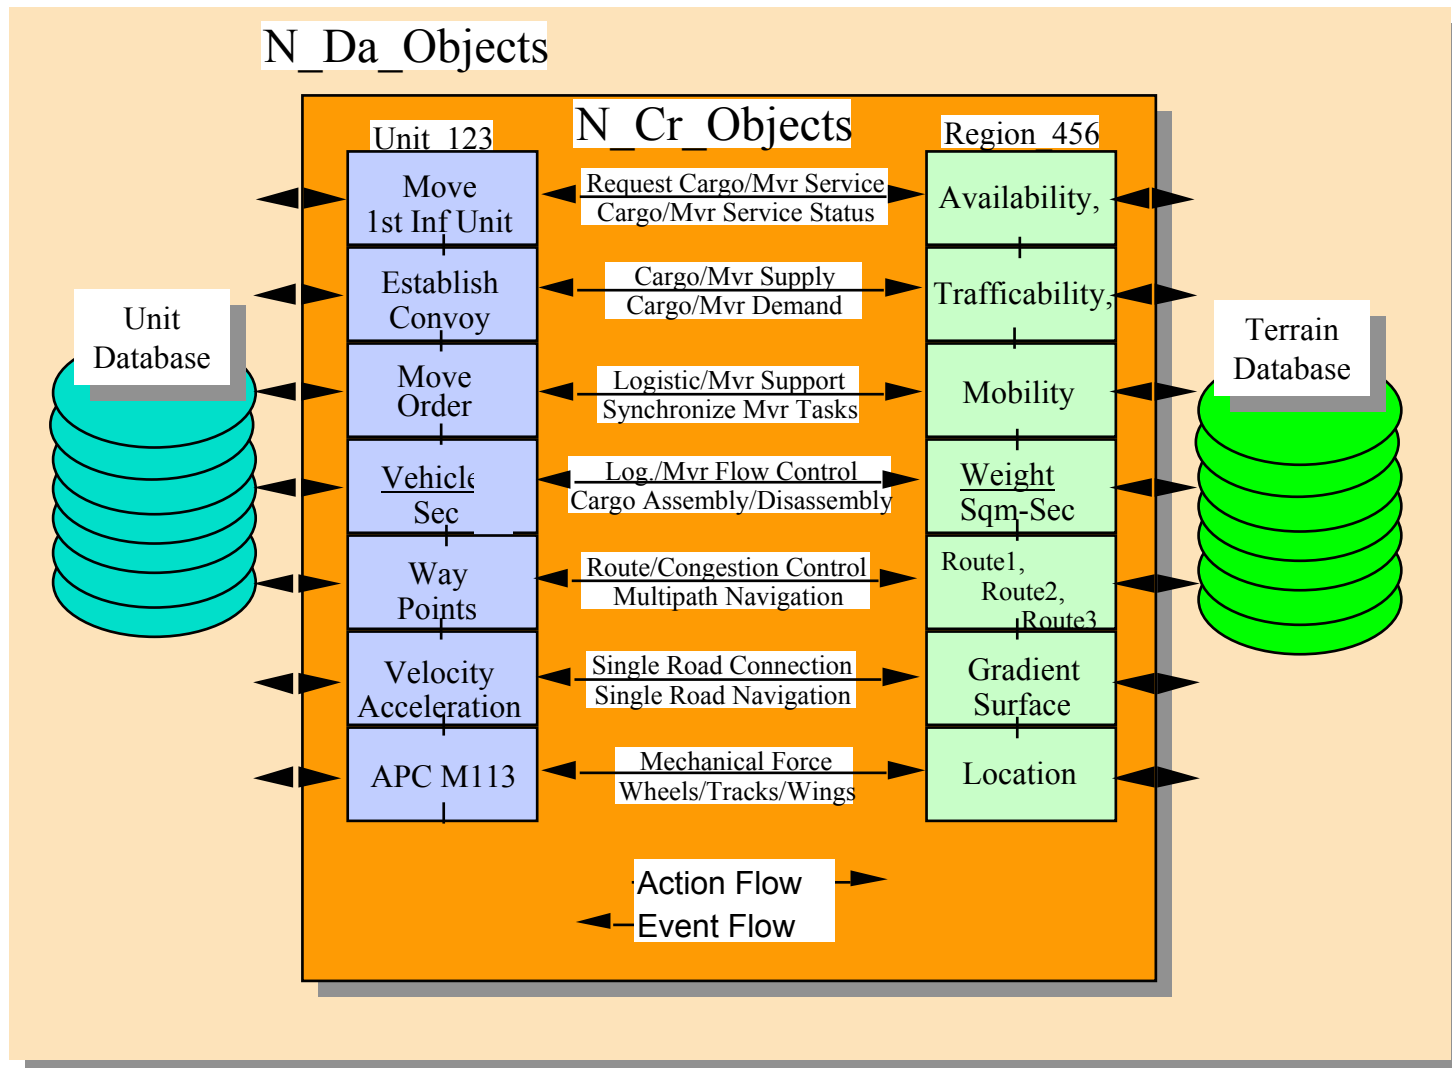 N_Da_Objects
N_Cr_Objects
Unit_123
Region_456
Move
1st Inf Unit
Request Cargo/Mvr Service
Cargo/Mvr Service Status
Availability,
Establish
Convoy
Cargo/Mvr Supply
Cargo/Mvr Demand
Trafficability,
Unit
Database
Terrain
Database
Move
Order
Logistic/Mvr Support
Synchronize Mvr Tasks
Mobility
Vehicle
Sec
Log./Mvr Flow Control
Cargo Assembly/Disassembly
Weight
Sqm-Sec
Way
Points
Route/Congestion Control
Multipath Navigation
Route1,
Route2,
Route3
Velocity
Acceleration
Single Road Connection
Single Road Navigation
Gradient
Surface
APC M113
Mechanical Force
Wheels/Tracks/Wings
Location
Action Flow
Event Flow